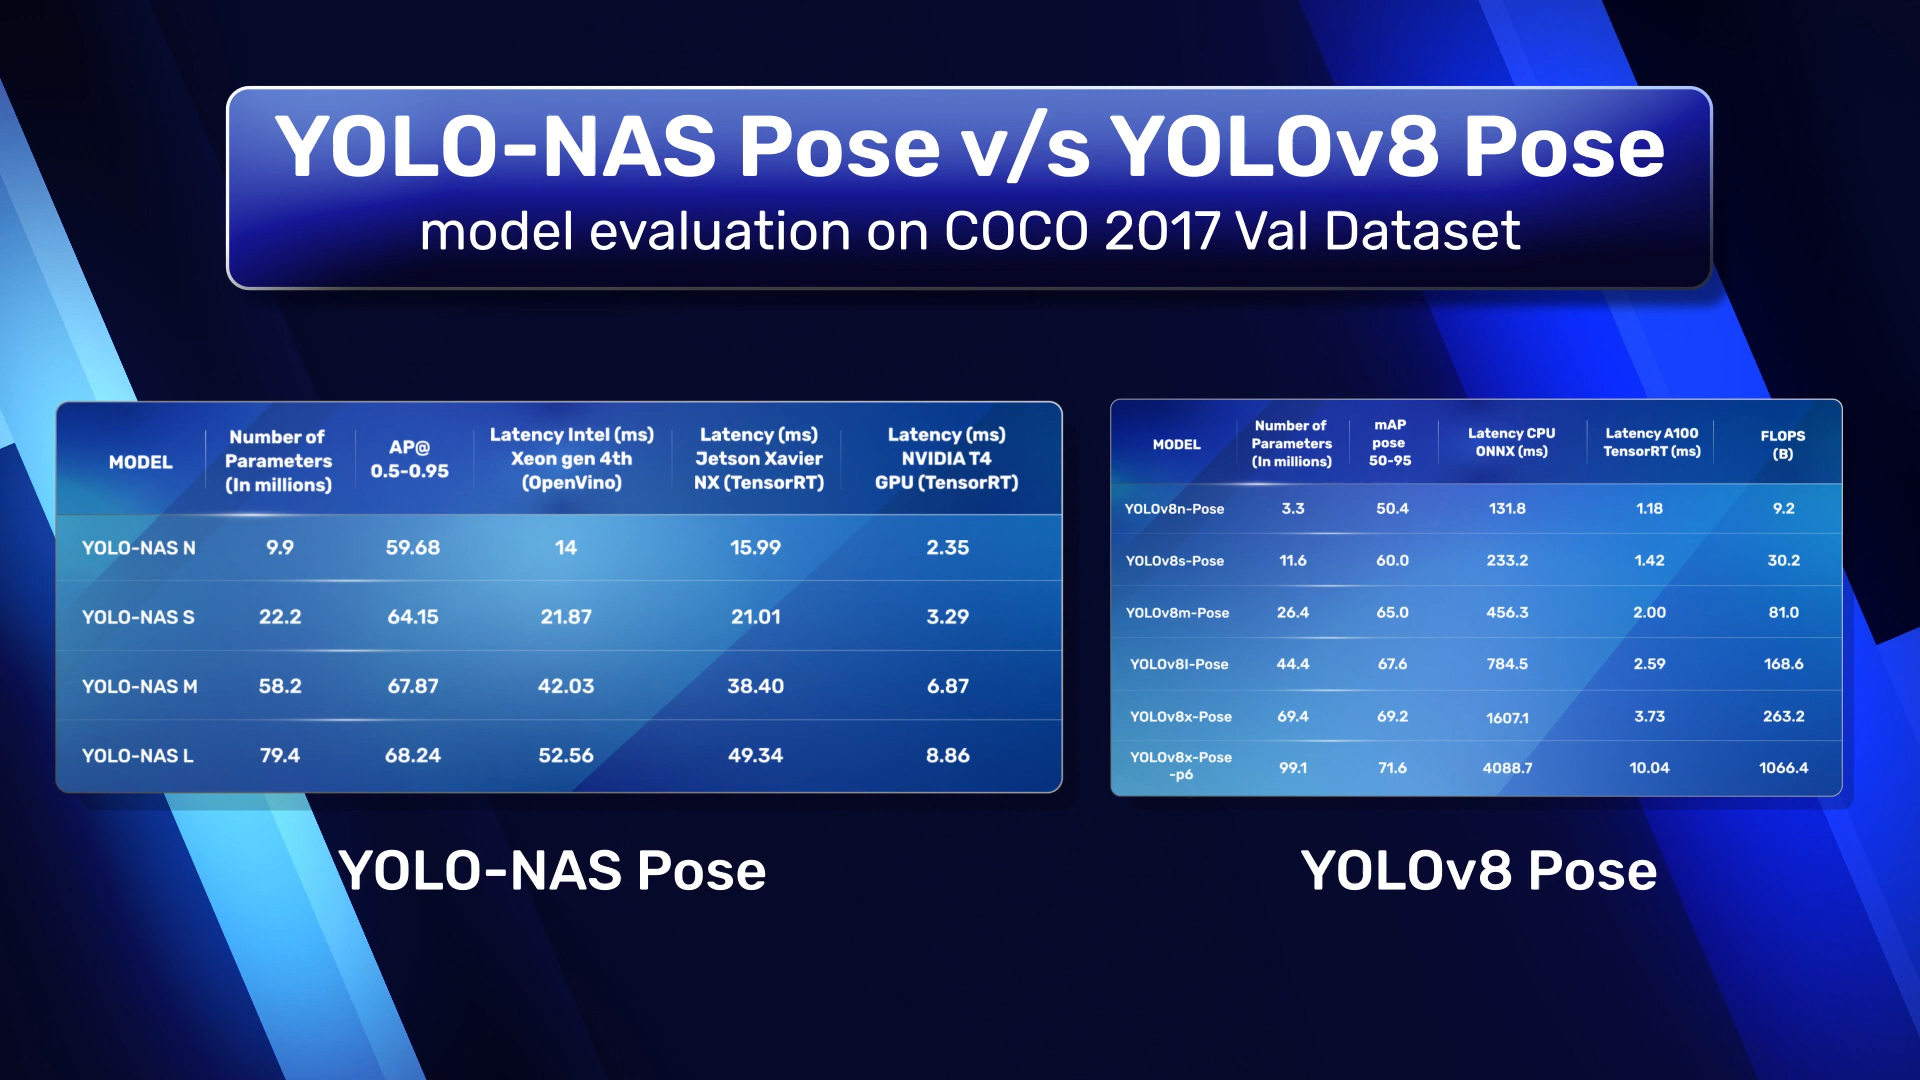 YOLO-NAS Pose v/s YOLOv8 Pose
model evaluation on COCO 2017 Val Dataset
MODEL
Number of
Parameters
(In millions)
AP@
0.5-0.95
Latency Intel (ms)
Xeon gen 4th
(OpenVino)
Latency (ms)
Jetson Xavier
NX (TensorRT)
Latency (ms)
NVIDIA T4
GPU (TensorRT)
YOLO-NAS N 9.9 59.68 14 15.99 2.35
YOLO-NAS S 22.2 64.15 21.87 21.01 3.29
YOLO-NAS M 58.2 67.87 42.03 38.40 6.87
YOLO-NAS L 79.4 68.24 52.56 49.34 8.86
YOLO-NAS Pose
MODEL
Number of
Parameters
(In millions)
mAP
pose
50-95
Latency CPU
ONNX (ms)
Latency A100
TensorRT (ms)
FLOPS
(B)
YOLOv8n-Pose 3.3 50.4 131.8 1.18 9.2
YOLOv8s-Pose 11.6 60.0 233.2 1.42 30.2
YOLOv8m-Pose 26.4 65.0 456.3 2.00 81.0
YOLOv8l-Pose 44.4 67.6 784.5 2.59 168.6
YOLOv8x-Pose 69.4 69.2 1607.1 3.73 263.2
YOLOv8x-Pose
-p6 99.1 71.6 4088.7 10.04 1066.4
YOLOv8 Pose